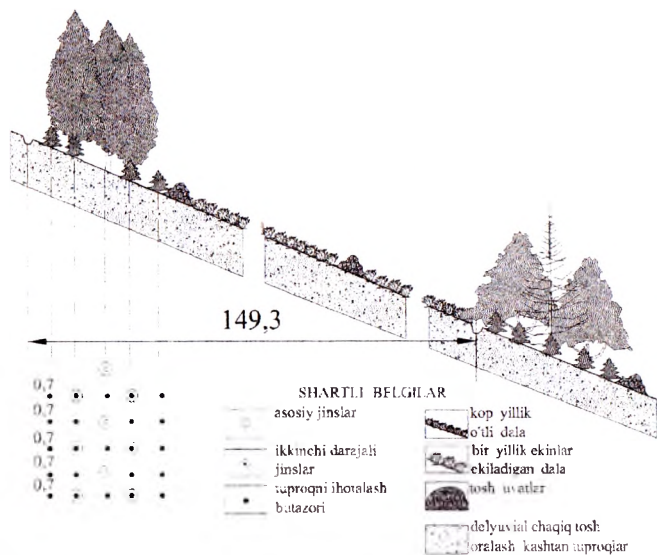 149,3
0,7
0,7
0,7
0,7
0,7
SHARTLI BELGILAR
asosiy jinslar
ikkinchi darajali
jinslar
tuproqni ihotalash
butazori
kop yillik
o'tli dala
bir yillik ekinlar
ekiladigan dala
tosh uvatlar
delyuvial chaqiq tosh
oralash kashtan tuproqlar